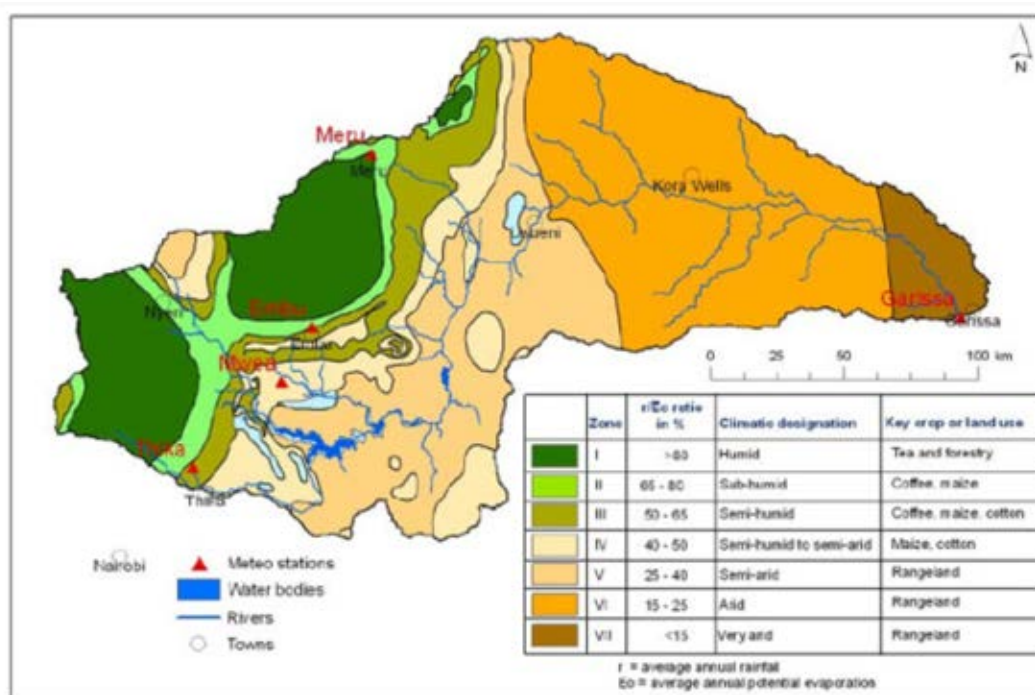 N
Meru
Meru
Kora Wells
Nyeri
Embu
Garissa
Garissa
Mwea
0 25 50 100 km
Thika
Thika
Nairobi
Meteo stations
Water bodies
Rivers
Towns
Zone r/Eo ratio in % Climatic designation Key crop or land use
I >80 Humid Tea and forestry
II 65 - 80 Sub-humid Coffee, maize
III 50 - 65 Semi-humid Coffee, maize, cotton
IV 40 - 50 Semi-humid to semi-arid Maize, cotton
V 25 - 40 Semi-arid Rangeland
VI 15 - 25 Arid Rangeland
VII <15 Very arid Rangeland
r = average annual rainfall
Eo = average annual potential evaporation